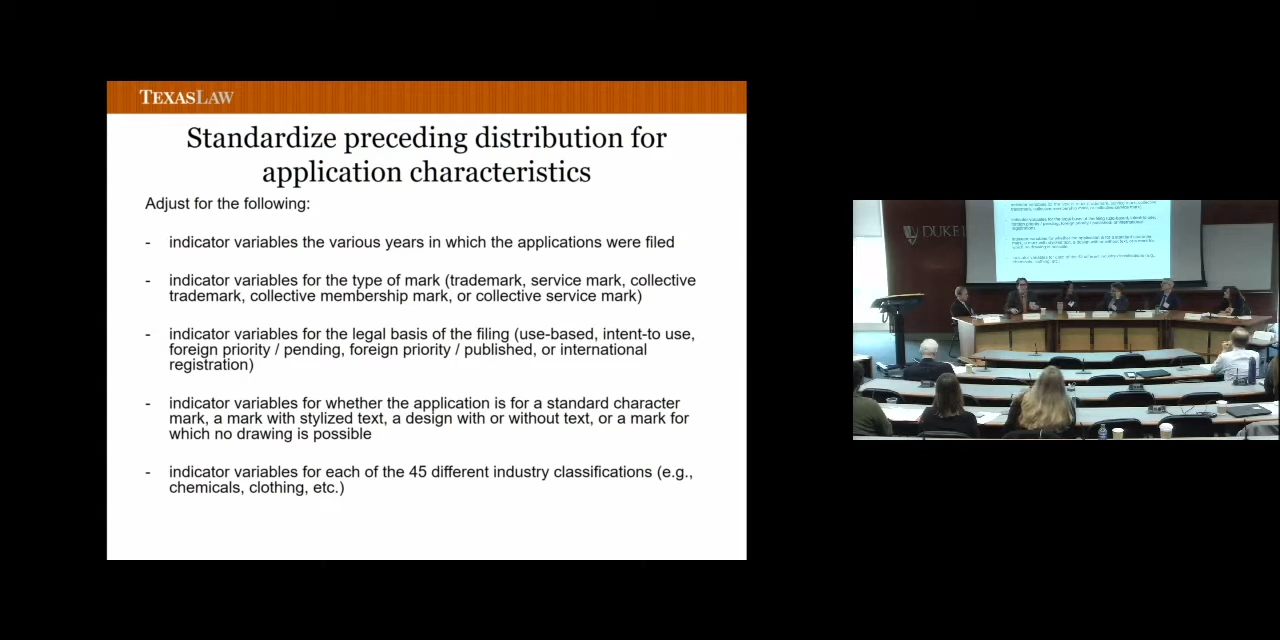 TEXASLAW
Standardize preceding distribution for
application characteristics
Adjust for the following:
- indicator variables the various years in which the applications were filed
- indicator variables for the type of mark (trademark, service mark, collective
trademark, collective membership mark, or collective service mark)
- indicator variables for the legal basis of the filing (use-based, intent-to use,
foreign priority / pending, foreign priority / published, or international
registration)
- indicator variables for whether the application is for a standard character
mark, a mark with stylized text, a design with or without text, or a mark for
which no drawing is possible
- indicator variables for each of the 45 different industry classifications (e.g.,
chemicals, clothing, etc.)
DUKE